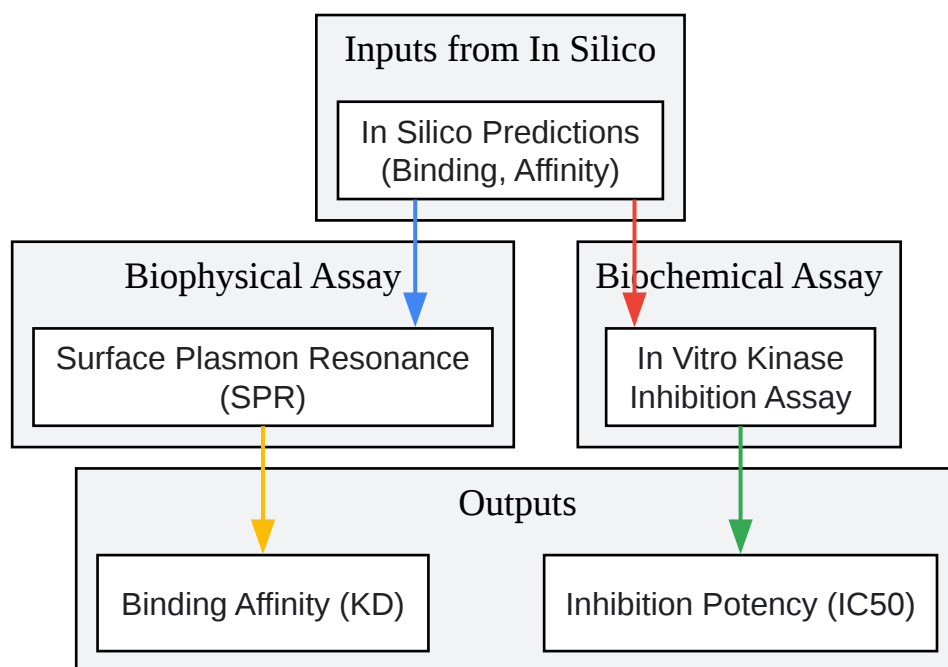 Inputs from In Silico
In Silico Predictions
(Binding, Affinity)
Biophysical Assay
Surface Plasmon Resonance
(SPR)
Biochemical Assay
In Vitro Kinase
Inhibition Assay
Outputs
Binding Affinity (KD)
Inhibition Potency (IC50)